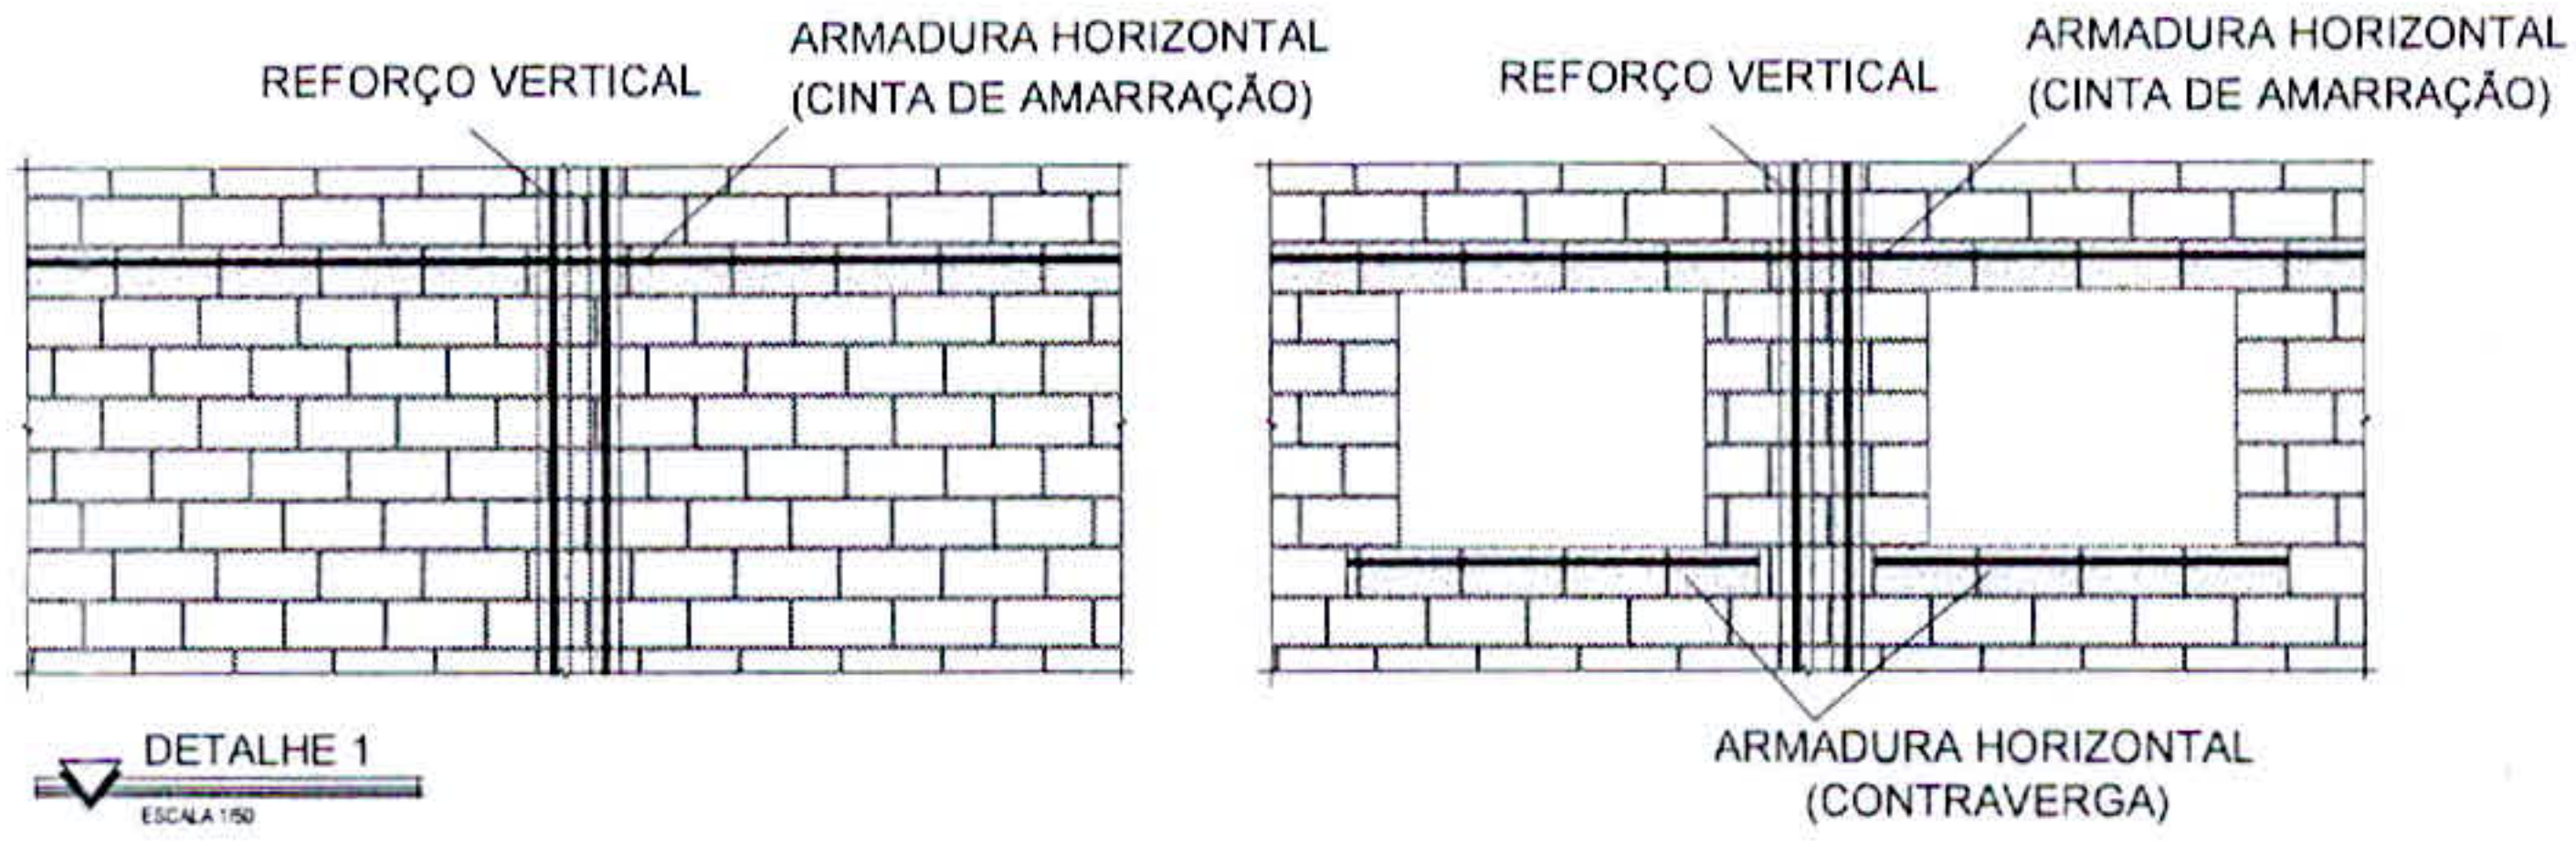 REFORÇO VERTICAL
ARMADURA HORIZONTAL
(CINTA DE AMARRAÇÃO)
REFORÇO VERTICAL
ARMADURA HORIZONTAL
(CINTA DE AMARRAÇÃO)
DETALHE 1
ESCALA 1/50
ARMADURA HORIZONTAL
(CONTRAVERGA)